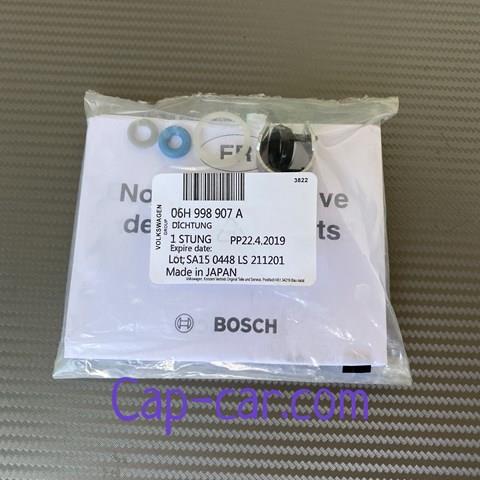 FR
3822
No ve
de ts
VOLKSWAGEN
GROUP
06H 998 907 A
DICHTUNG
1 STUNG PP22.4.2019
Expire date:
Lot;SA15 0448 LS 211201
Made in JAPAN
BOSCH
Cap-car.com